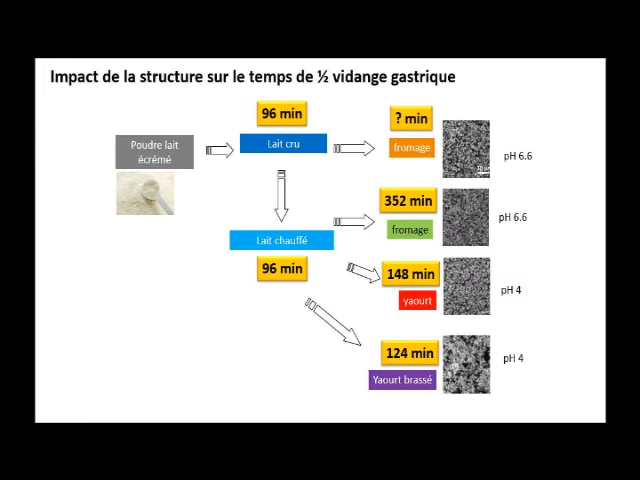 Impact de la structure sur le temps de ½ vidange gastrique
96 min
? min
Poudre lait
écrémé
Lait cru
fromage
pH 6.6
352 min
pH 6.6
fromage
Lait chauffé
96 min
148 min
pH 4
yaourt
124 min
pH 4
Yaourt brassé